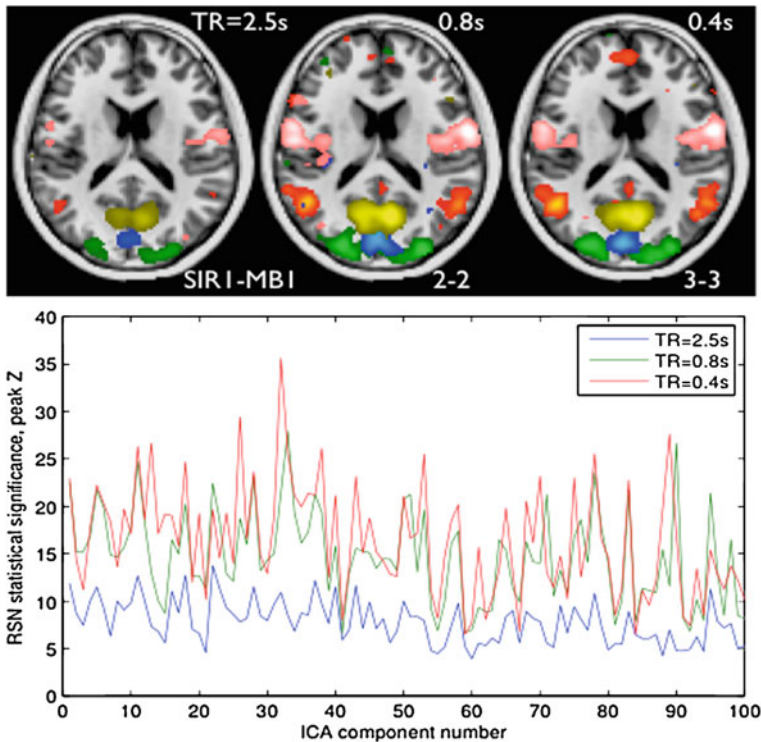 TR=2.5s 0.8s 0.4s
SIR1-MB1 2-2 3-3
40
35
30
25
20
15
10
5
0
RSN statistical significance, peak Z
TR=2.5s
TR=0.8s
TR=0.4s
0 10 20 30 40 50 60 70 80 90 100
ICA component number